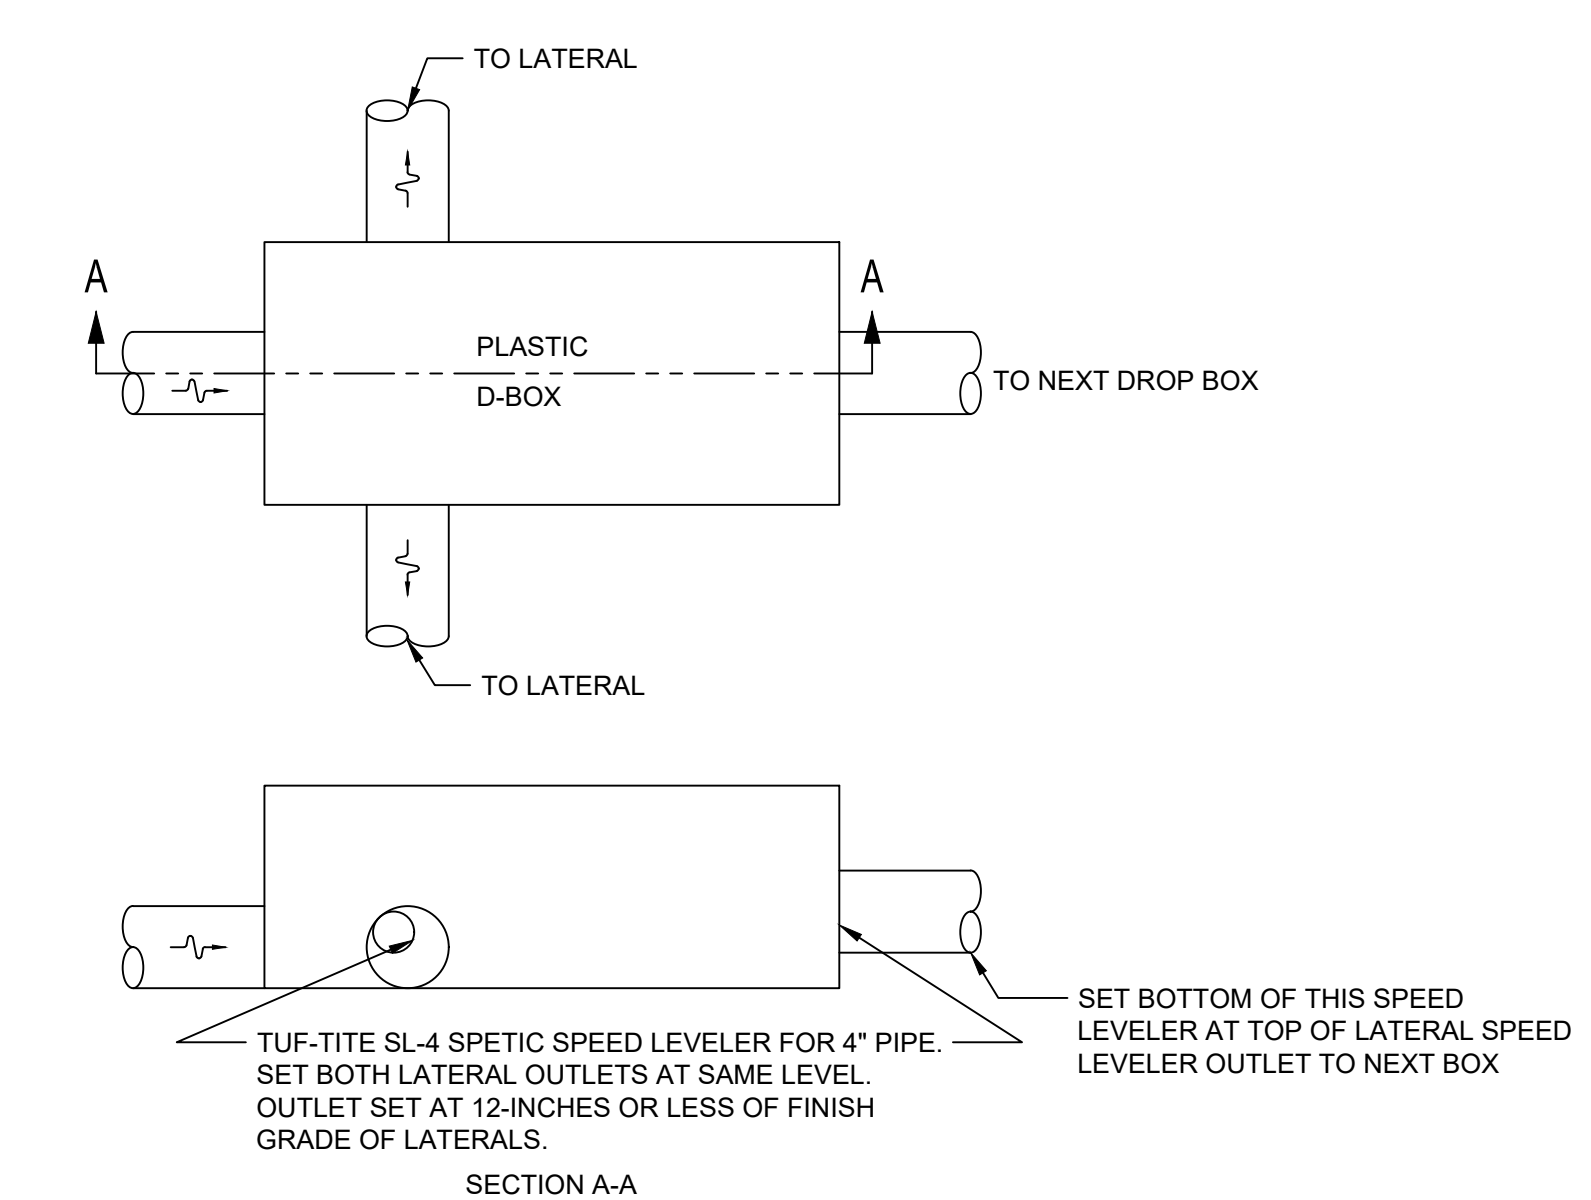 TO LATERAL
A
A
PLASTIC
D-BOX
TO NEXT DROP BOX
TO LATERAL
SET BOTTOM OF THIS SPEED
LEVELER AT TOP OF LATERAL SPEED
LEVELER OUTLET TO NEXT BOX
TUF-TITE SL-4 SPETIC SPEED LEVELER FOR 4" PIPE.
SET BOTH LATERAL OUTLETS AT SAME LEVEL.
OUTLET SET AT 12-INCHES OR LESS OF FINISH
GRADE OF LATERALS.
SECTION A-A